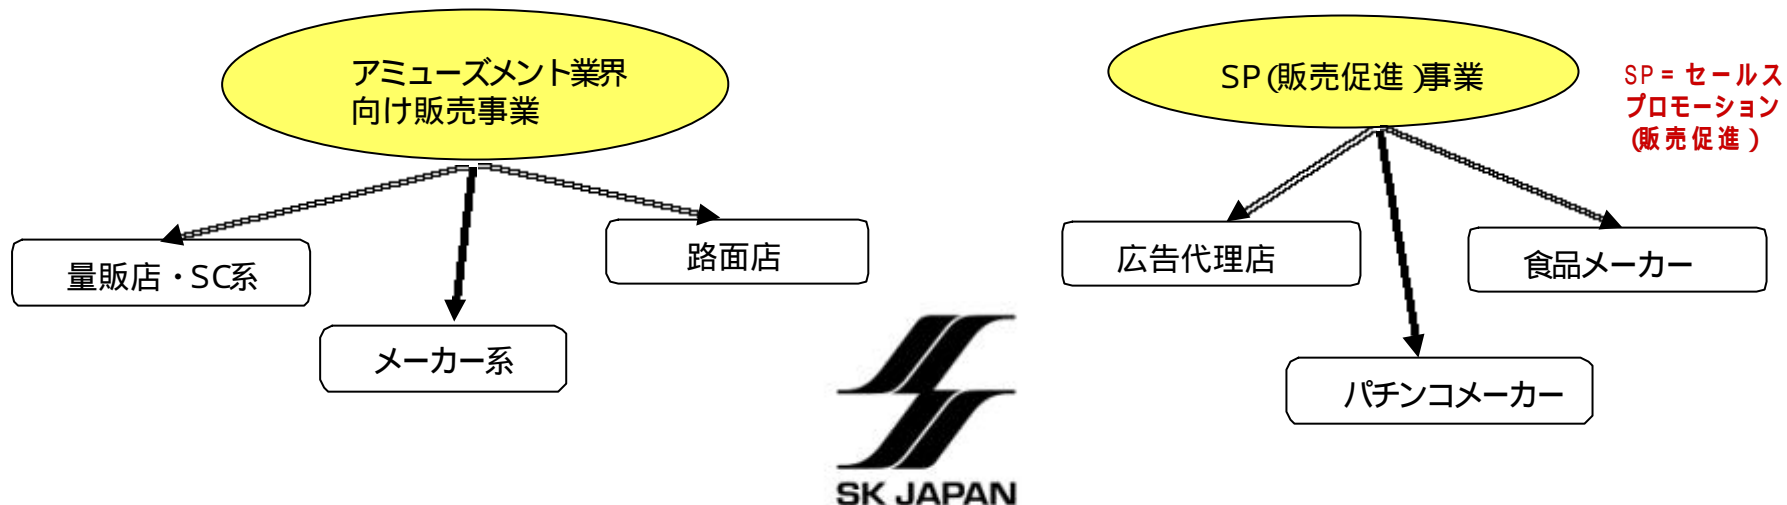 アミューズメント業界
向け販売事業
量販店・SC系
メーカー系
路面店
SP(販売促進)事業
SP=セールス
プロモーション
(販売促進)
広告代理店
パチンコメーカー
食品メーカー
SK JAPAN